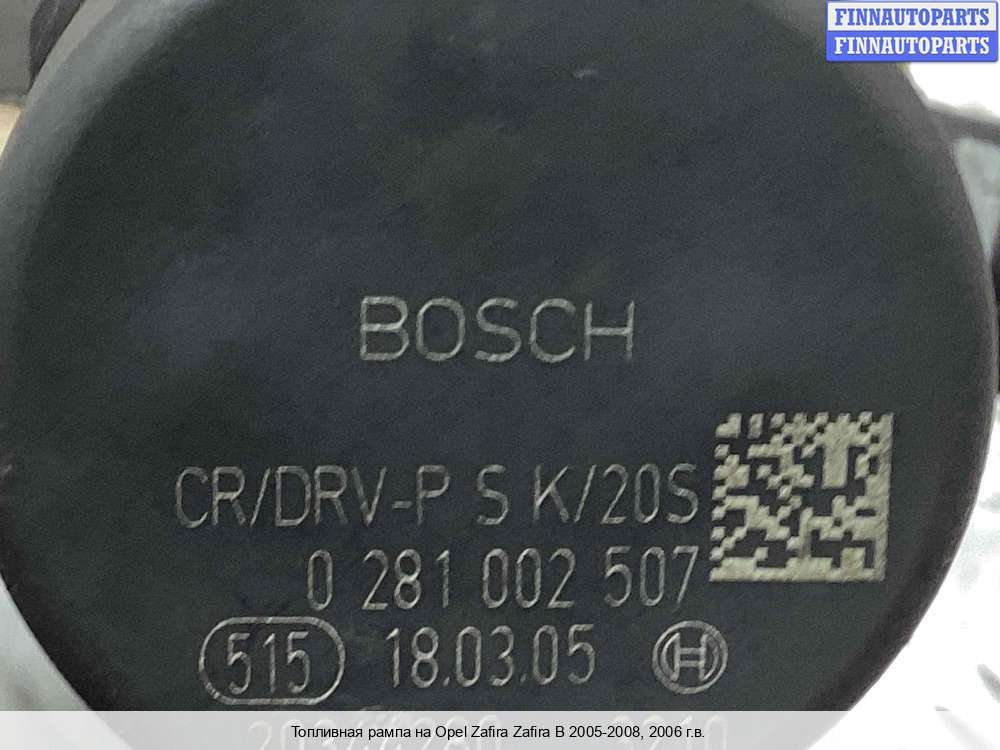 FINNAUTOPARTS
FINNAUTOPARTS
BOSCH
CR/DRV-P S K/20S
0 281 002 507
515 18.03.05 H
Топливная рампа на Opel Zafira Zafira B 2005-2008, 2006 г.в.